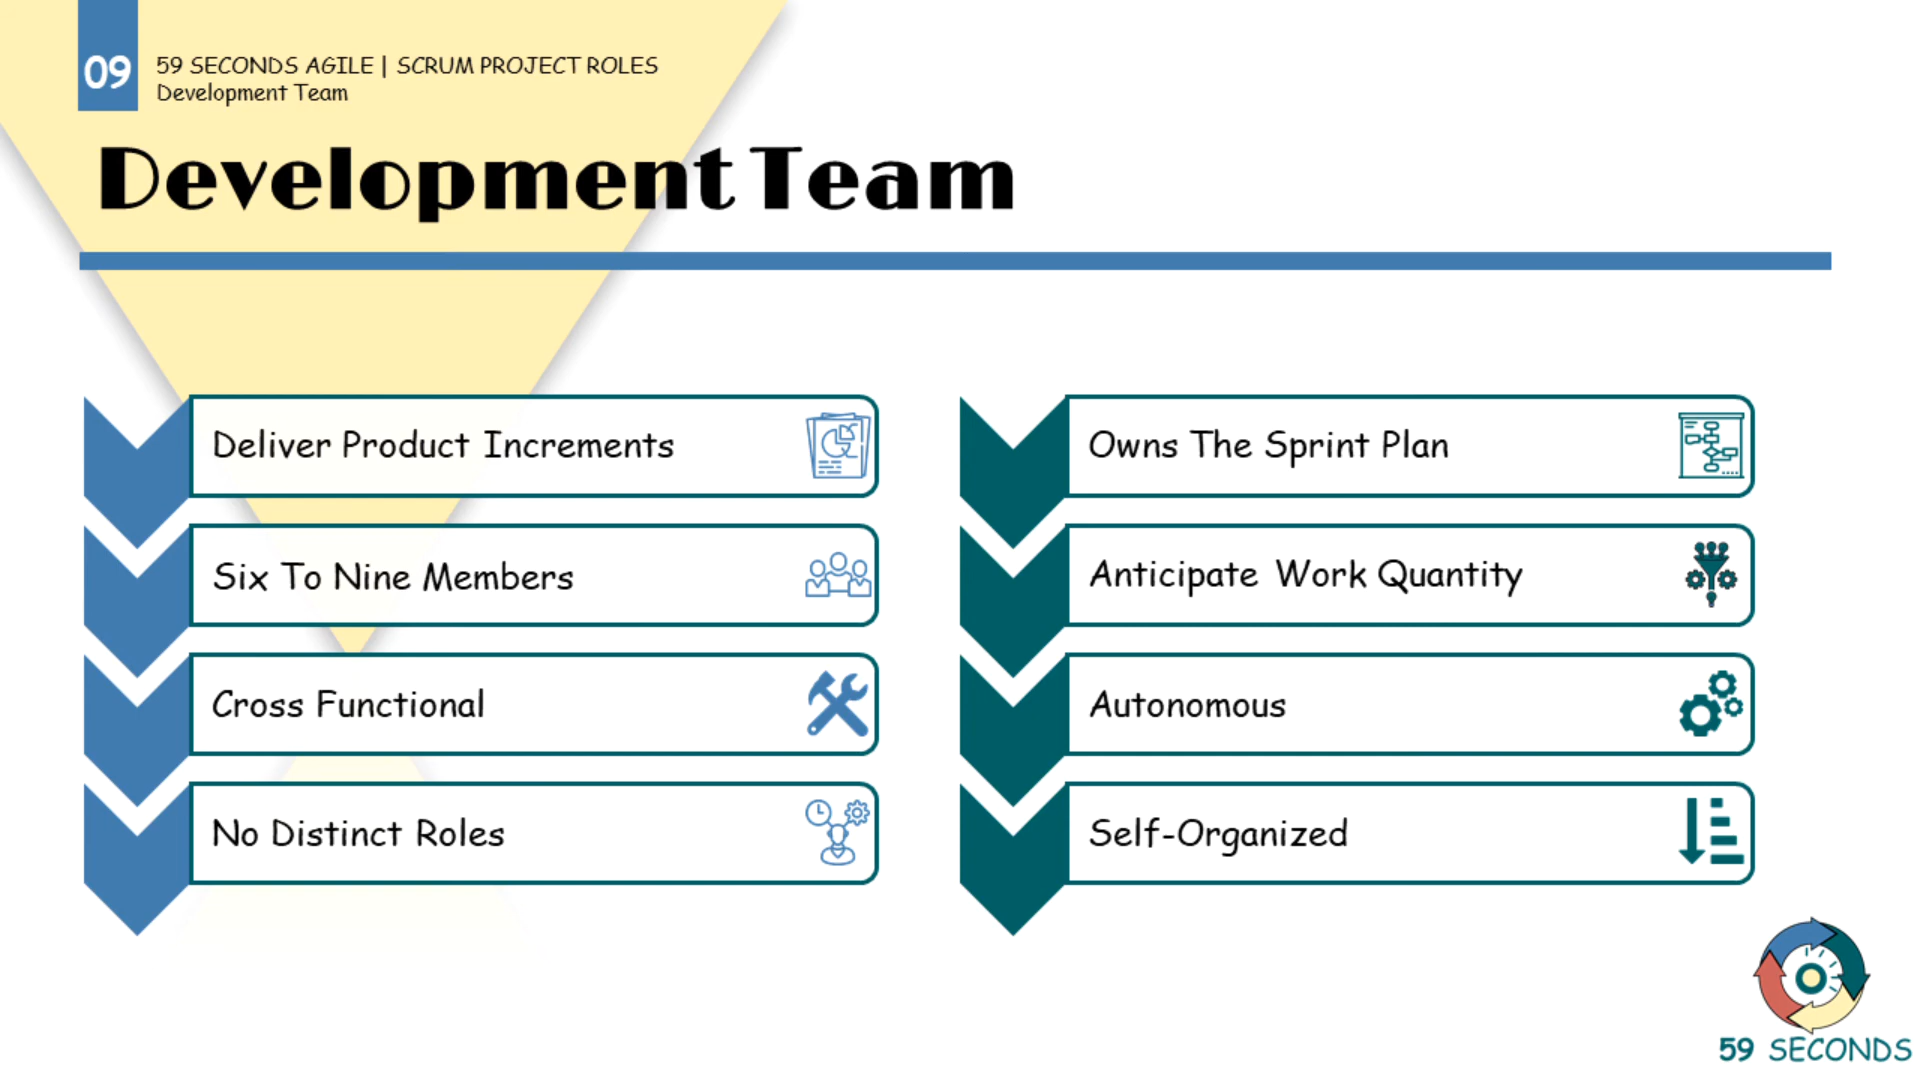 09
59 SECONDS AGILE | SCRUM PROJECT ROLES
Development Team
Development Team
Deliver Product Increments
Six To Nine Members
Cross Functional
No Distinct Roles
Owns The Sprint Plan
Anticipate Work Quantity
Autonomous
Self-Organized
59 SECONDS